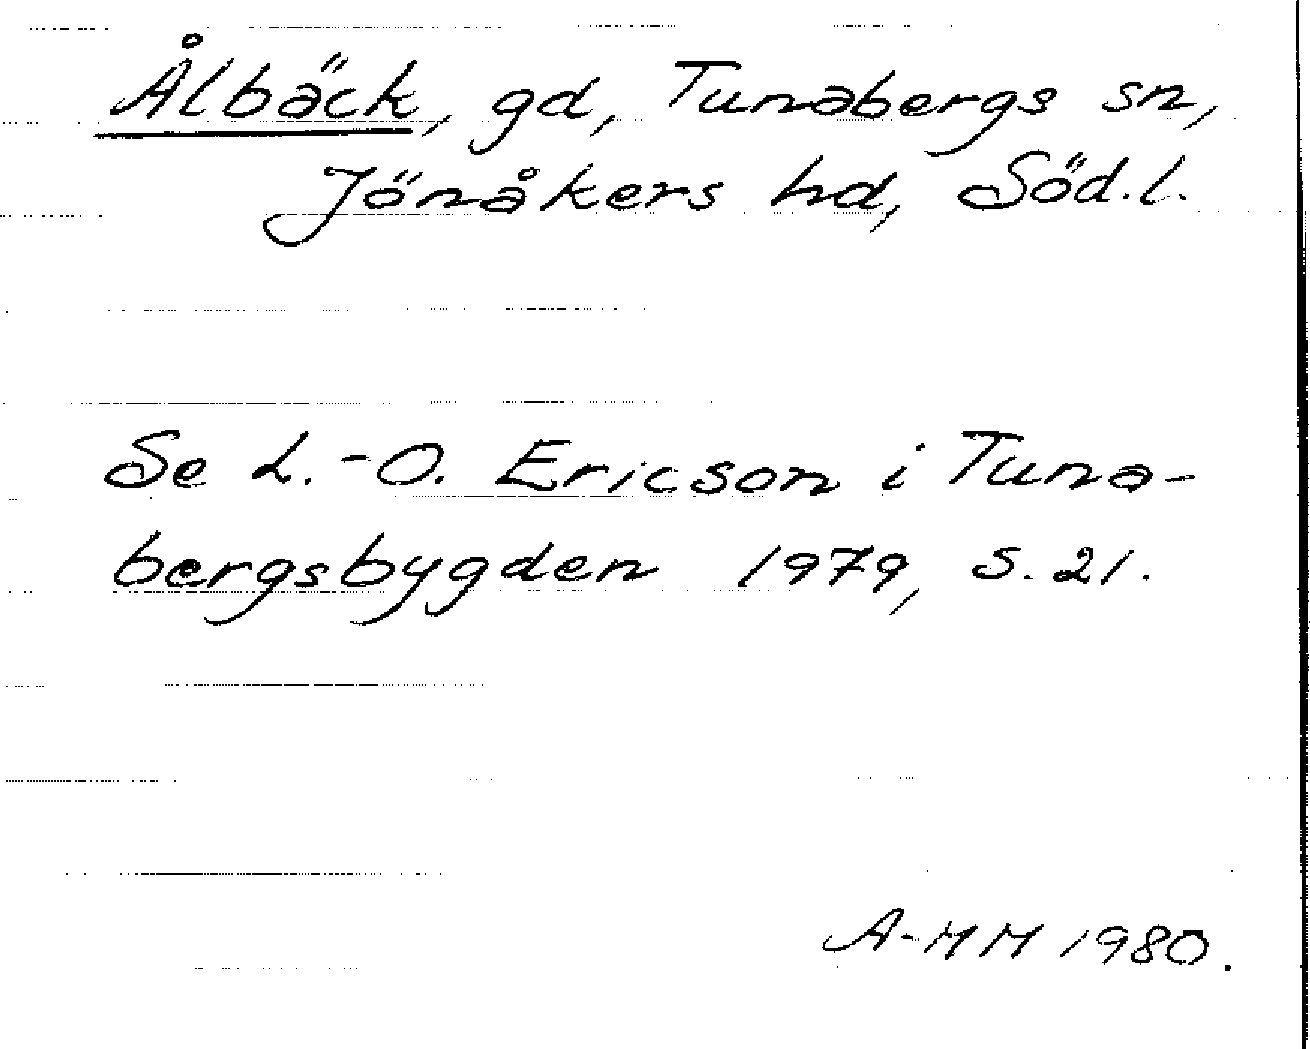 Ålbäck, gd, Tunabergs sn,
Jönåkers hd, Söd.l.
Se L.-O. Ericson i Tuna-
bergsbygden 1979, s. 21.
A-MM 1980.